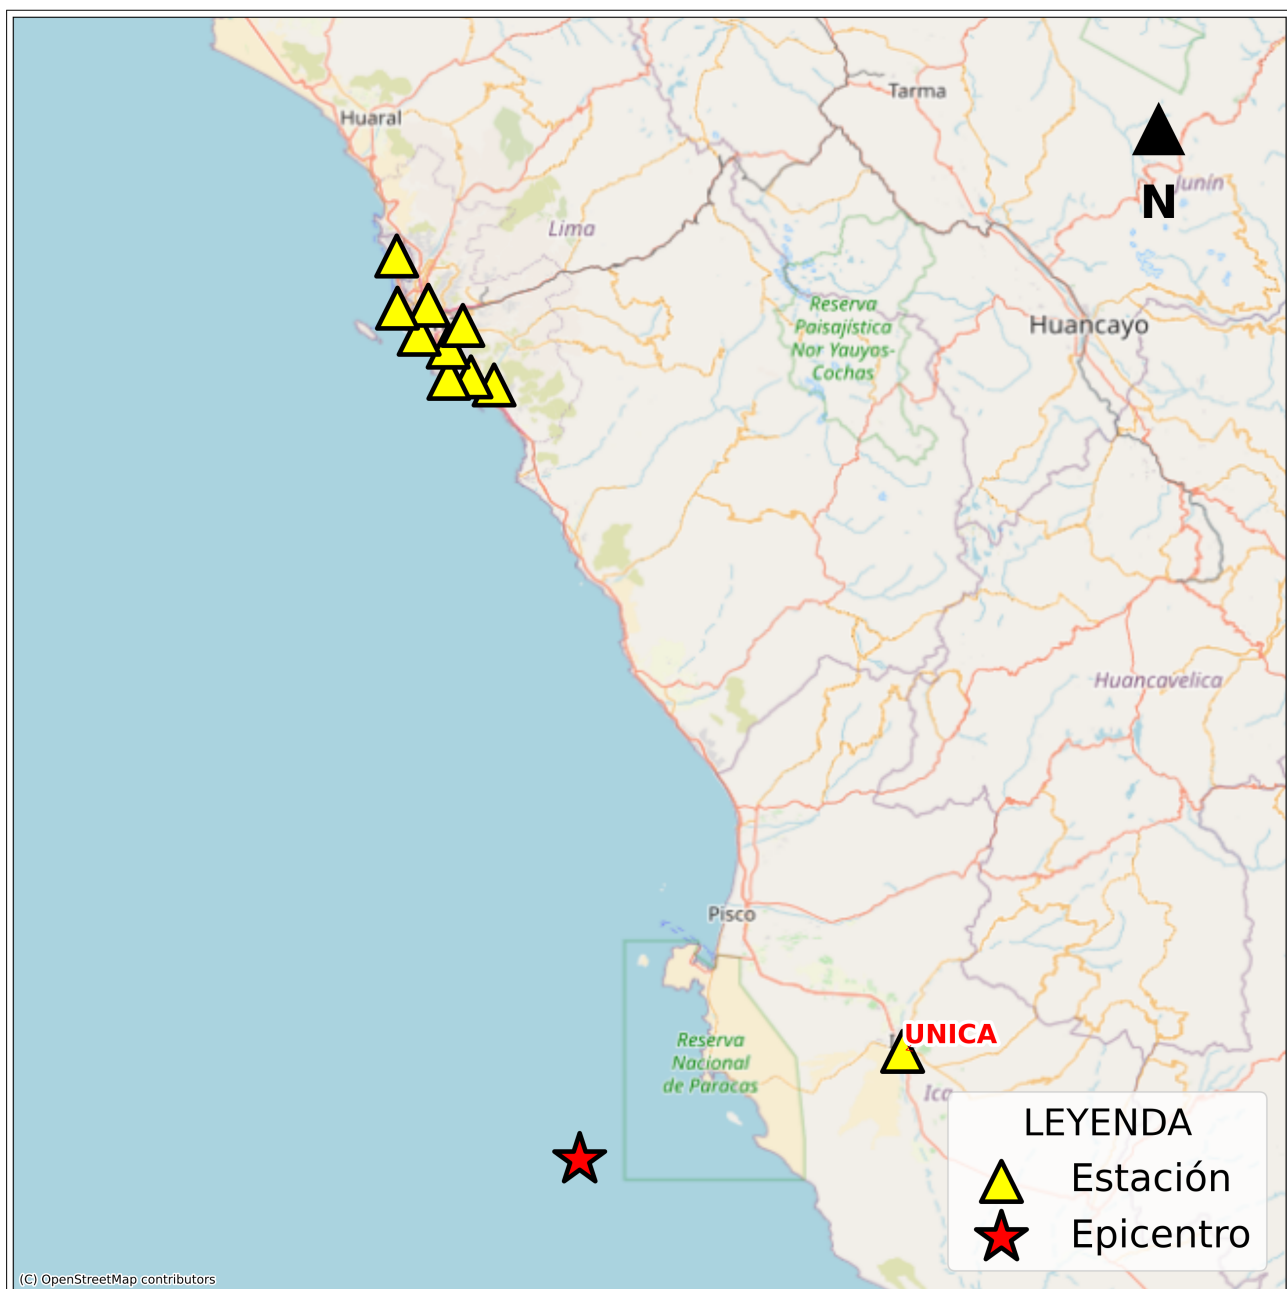 Tarma
Huaral
Junín
N
Lima
Reserva
Paisajística
Nor Yauyos-
Cochas
Huancayo
Huancavelica
Pisco
UNICA
Reserva
Nacional
de Paracas
Ica
LEYENDA
Estación
Epicentro
(C) OpenStreetMap contributors